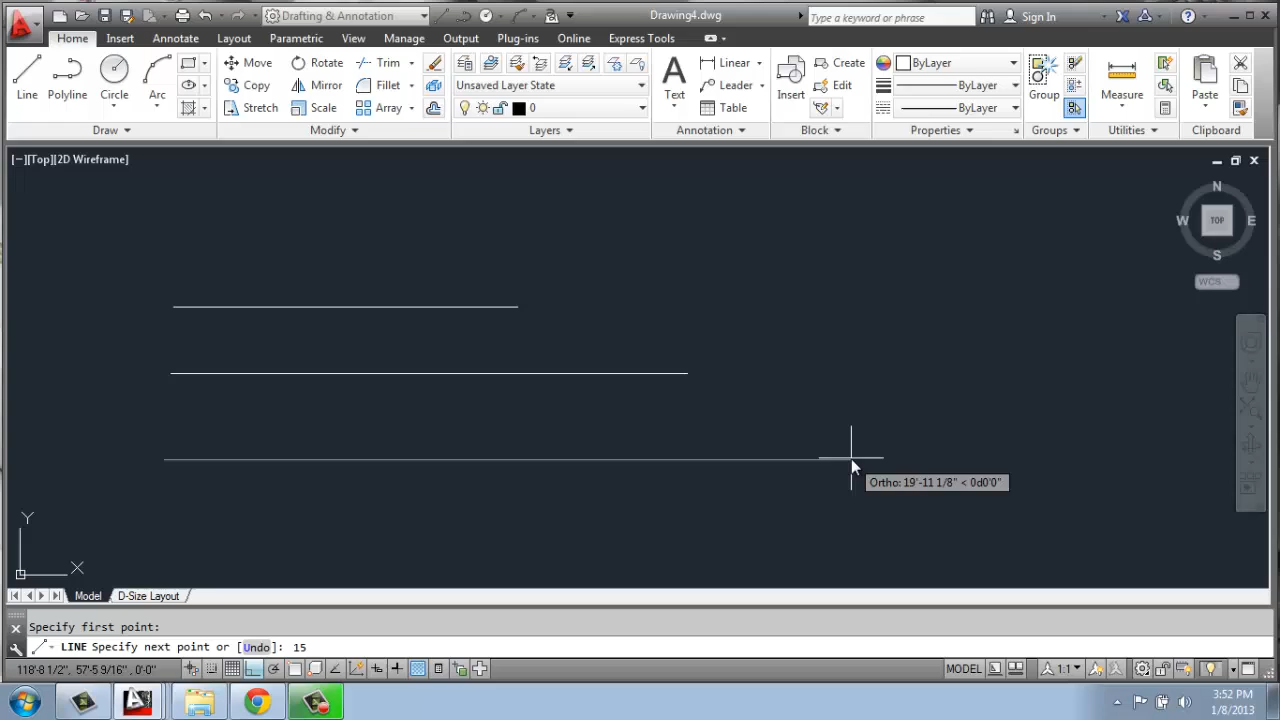 Drafting & Annotation
Drawing4.dwg
Type a keyword or phrase
Sign In
Home Insert Annotate Layout Parametric View Manage Output Plug-ins Online Express Tools
Line
Polyline
Circle
Arc
Draw
Move
Copy
Stretch
Rotate
Mirror
Scale
Trim
Fillet
Array
Modify
Unsaved Layer State
0
Layers
Text
Linear
Leader
Table
Annotation
Insert
Create
Edit
Block
ByLayer
ByLayer
ByLayer
Properties
Group
Groups
Measure
Utilities
Paste
Clipboard
[−][Top][2D Wireframe]
N
W TOP E
S
WCS
Ortho: 19'-11 1/8" < 0d0'0"
Y
X
Model D-Size Layout
Specify first point:
LINE Specify next point or [Undo]: 15
118'-8 1/2", 57'-5 9/16", 0'-0"
MODEL
1:1
3:52 PM
1/8/2013